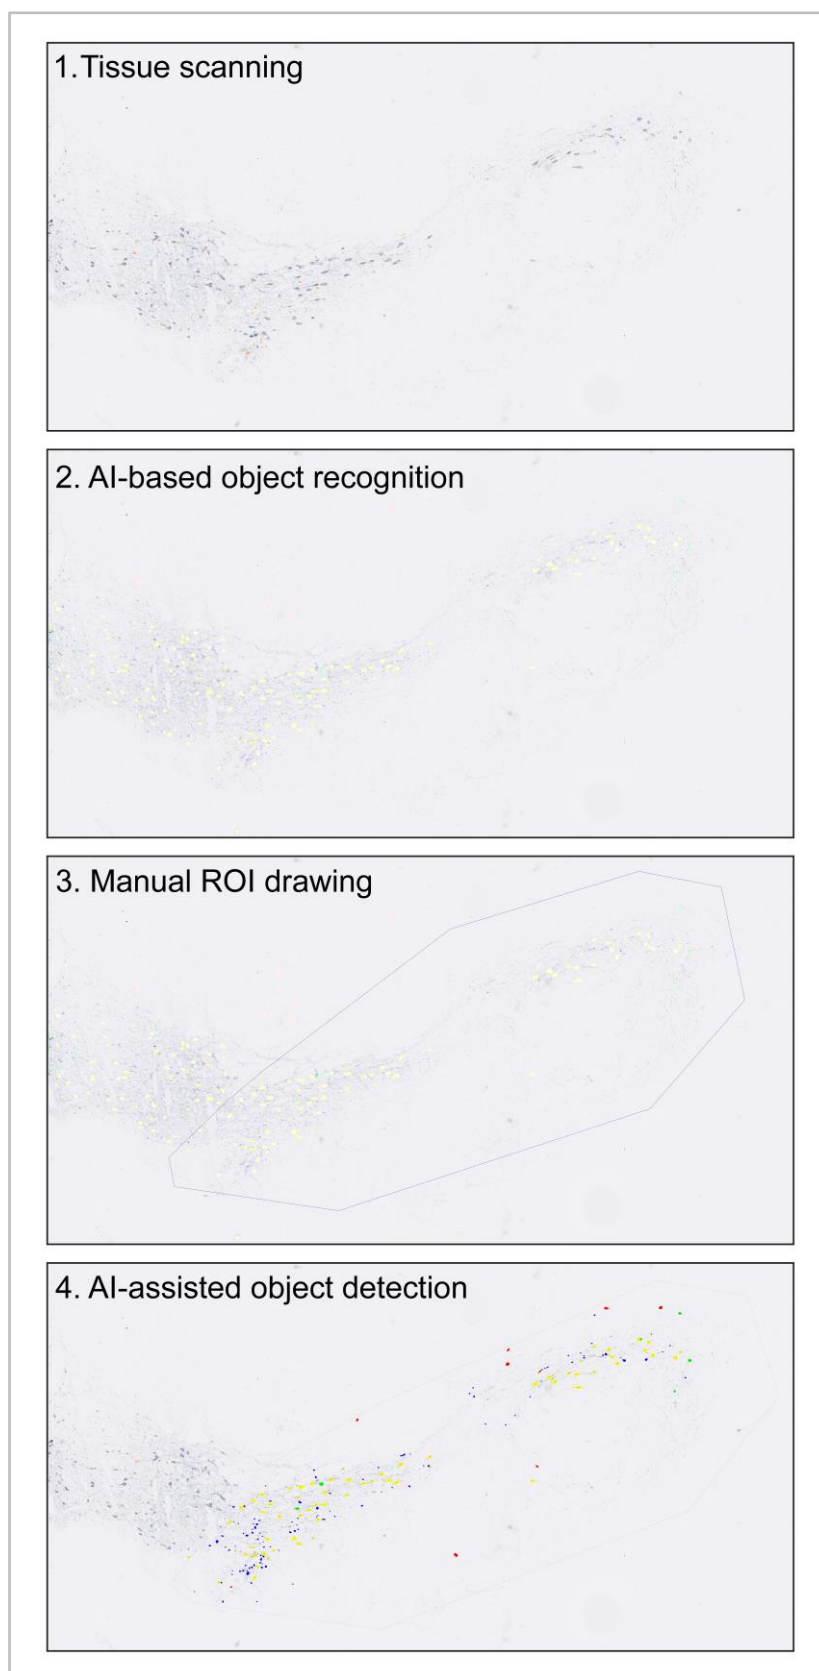 1.Tissue scanning
2. AI-based object recognition
3. Manual ROI drawing
4. AI-assisted object detection